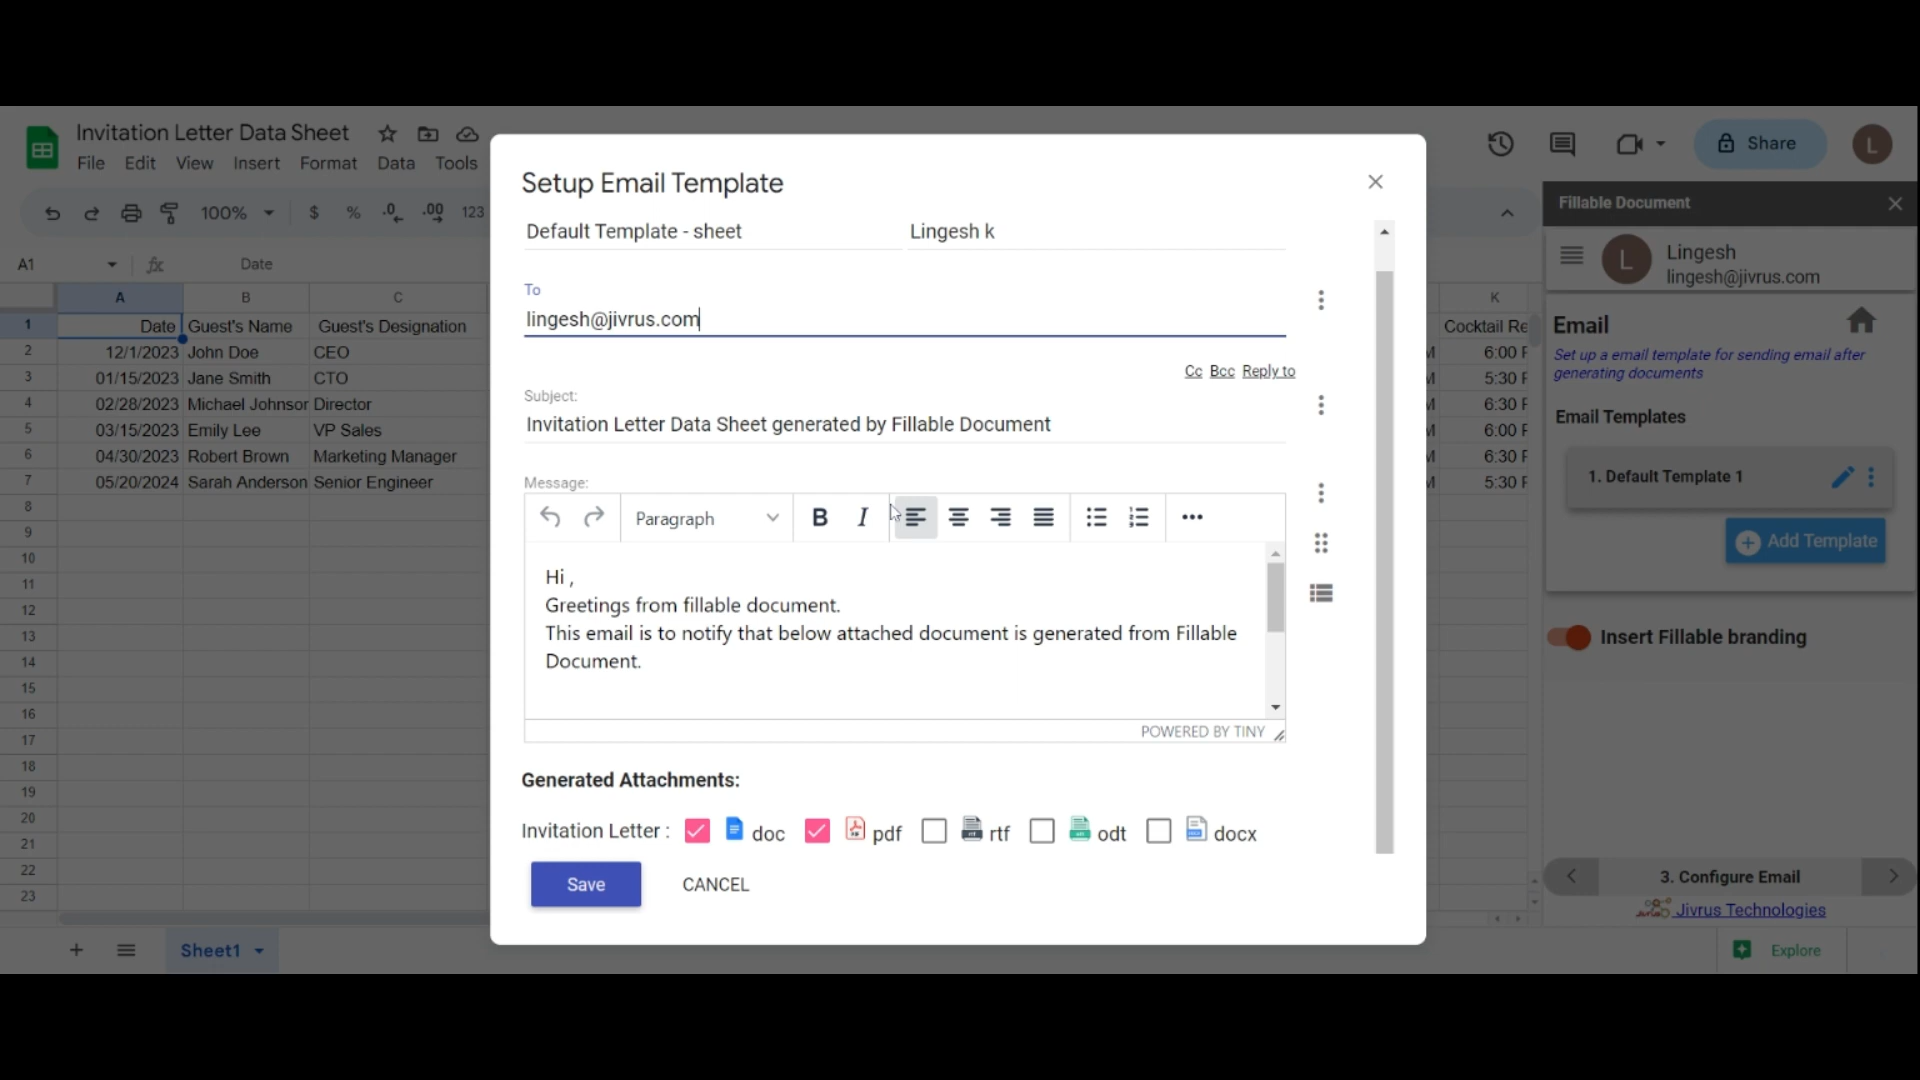 Invitation Letter Data Sheet
File Edit View Insert Format Data Tools
Share
L
100% $ % .0 .00 123
A1 fx Date
A B C K
1 Date Guest's Name Guest's Designation Cocktail Re
2 12/1/2023 John Doe CEO 6:00 F
3 01/15/2023 Jane Smith CTO 5:30 F
4 02/28/2023 Michael Johnsor Director 6:30 F
5 03/15/2023 Emily Lee VP Sales 6:00 F
6 04/30/2023 Robert Brown Marketing Manager 6:30 F
7 05/20/2024 Sarah Anderson Senior Engineer 5:30 F
8
9
10
11
12
13
14
15
16
17
18
19
20
21
22
23
Sheet1
Explore
Setup Email Template
Default Template - sheet Lingesh k
To
lingesh@jivrus.com
Cc Bcc Reply to
Subject:
Invitation Letter Data Sheet generated by Fillable Document
Message:
Paragraph B I
Hi ,
Greetings from fillable document.
This email is to notify that below attached document is generated from Fillable
Document.
POWERED BY TINY
Generated Attachments:
Invitation Letter : doc pdf rtf odt docx
Save CANCEL
Fillable Document
L
Lingesh
lingesh@jivrus.com
Email
Set up a email template for sending email after
generating documents
Email Templates
1. Default Template 1
Add Template
Insert Fillable branding
3. Configure Email
Jivrus Technologies